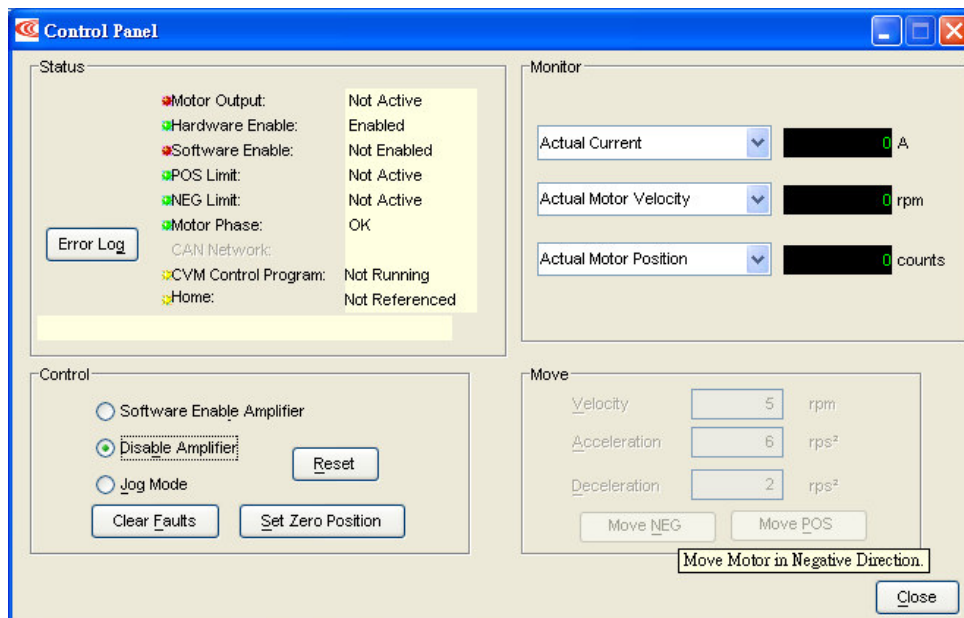 Control Panel
Status
Motor Output: Not Active
Hardware Enable: Enabled
Software Enable: Not Enabled
POS Limit: Not Active
NEG Limit: Not Active
Motor Phase: OK
Error Log
CAN Network:
CVM Control Program: Not Running
Home: Not Referenced
Monitor
Actual Current 0 A
Actual Motor Velocity 0 rpm
Actual Motor Position 0 counts
Control
Software Enable Amplifier
Disable Amplifier
Reset
Jog Mode
Clear Faults Set Zero Position
Move
Velocity 5 rpm
Acceleration 6 rps²
Deceleration 2 rps²
Move NEG Move POS
Move Motor in Negative Direction.
Close